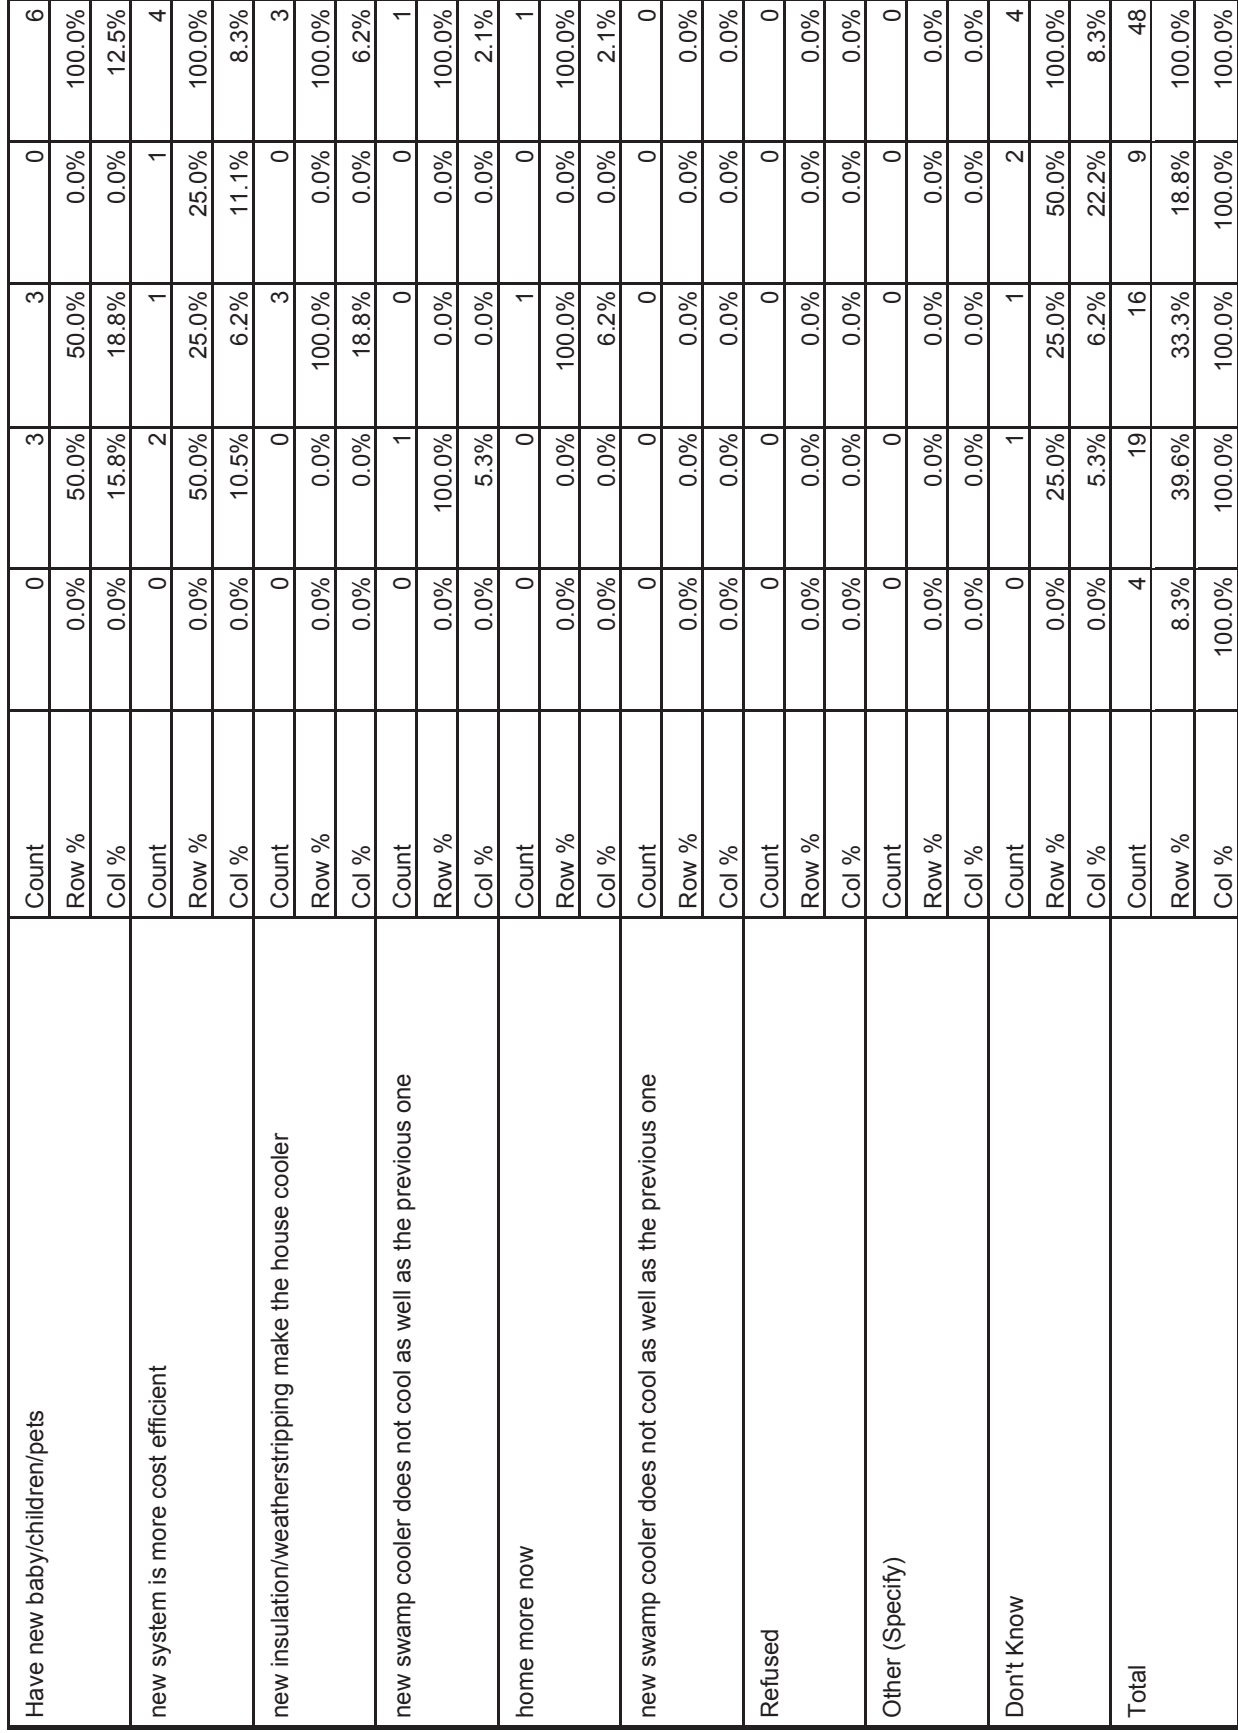 Have new baby/children/pets Count 0 3 3 0 6
Row % 0.0% 50.0% 50.0% 0.0% 100.0%
Col % 0.0% 15.8% 18.8% 0.0% 12.5%
new system is more cost efficient Count 0 2 1 1 4
Row % 0.0% 50.0% 25.0% 25.0% 100.0%
Col % 0.0% 10.5% 6.2% 11.1% 8.3%
new insulation/weatherstripping make the house cooler Count 0 0 3 0 3
Row % 0.0% 0.0% 100.0% 0.0% 100.0%
Col % 0.0% 0.0% 18.8% 0.0% 6.2%
new swamp cooler does not cool as well as the previous one Count 0 1 0 0 1
Row % 0.0% 100.0% 0.0% 0.0% 100.0%
Col % 0.0% 5.3% 0.0% 0.0% 2.1%
home more now Count 0 0 1 0 1
Row % 0.0% 0.0% 100.0% 0.0% 100.0%
Col % 0.0% 0.0% 6.2% 0.0% 2.1%
new swamp cooler does not cool as well as the previous one Count 0 0 0 0 0
Row % 0.0% 0.0% 0.0% 0.0% 0.0%
Col % 0.0% 0.0% 0.0% 0.0% 0.0%
Refused Count 0 0 0 0 0
Row % 0.0% 0.0% 0.0% 0.0% 0.0%
Col % 0.0% 0.0% 0.0% 0.0% 0.0%
Other (Specify) Count 0 0 0 0 0
Row % 0.0% 0.0% 0.0% 0.0% 0.0%
Col % 0.0% 0.0% 0.0% 0.0% 0.0%
Don't Know Count 0 1 1 2 4
Row % 0.0% 25.0% 25.0% 50.0% 100.0%
Col % 0.0% 5.3% 6.2% 22.2% 8.3%
Total Count 4 19 16 9 48
Row % 8.3% 39.6% 33.3% 18.8% 100.0%
Col % 100.0% 100.0% 100.0% 100.0% 100.0%